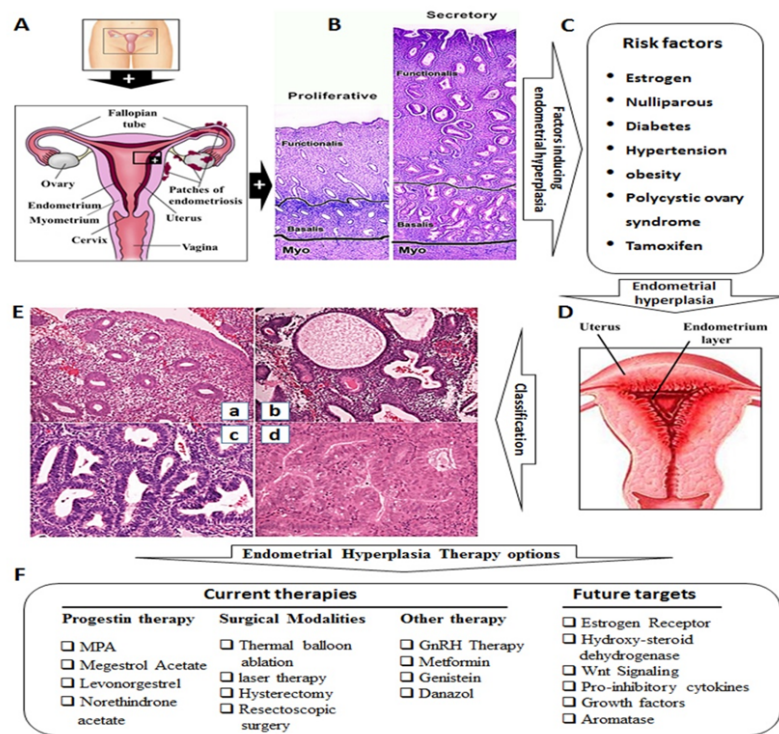 A
Fallopian
tube
Ovary
Endometrium
Myometrium
Cervix
Patches of
endometriosis
Uterus
Vagina
B
Proliferative
Functionalis
Basalis
Myo
Secretory
Functionalis
Basalis
Myo
Factors inducing
endometrial hyperplasia
C
Risk factors
• Estrogen
• Nulliparous
• Diabetes
• Hypertension
• obesity
• Polycystic ovary
syndrome
• Tamoxifen
Endometrial
hyperplasia
D
Uterus
Endometrium
layer
Classification
E
a
b
c
d
Endometrial Hyperplasia Therapy options
F
Current therapies
Progestin therapy
❑ MPA
❑ Megestrol Acetate
❑ Levonorgestrel
❑ Norethindrone
acetate
Surgical Modalities
❑ Thermal balloon
ablation
❑ laser therapy
❑ Hysterectomy
❑ Resectoscopic
surgery
Other therapy
❑ GnRH Therapy
❑ Metformin
❑ Genistein
❑ Danazol
Future targets
❑ Estrogen Receptor
❑ Hydroxy-steroid
dehydrogenase
❑ Wnt Signaling
❑ Pro-inhibitory cytokines
❑ Growth factors
❑ Aromatase